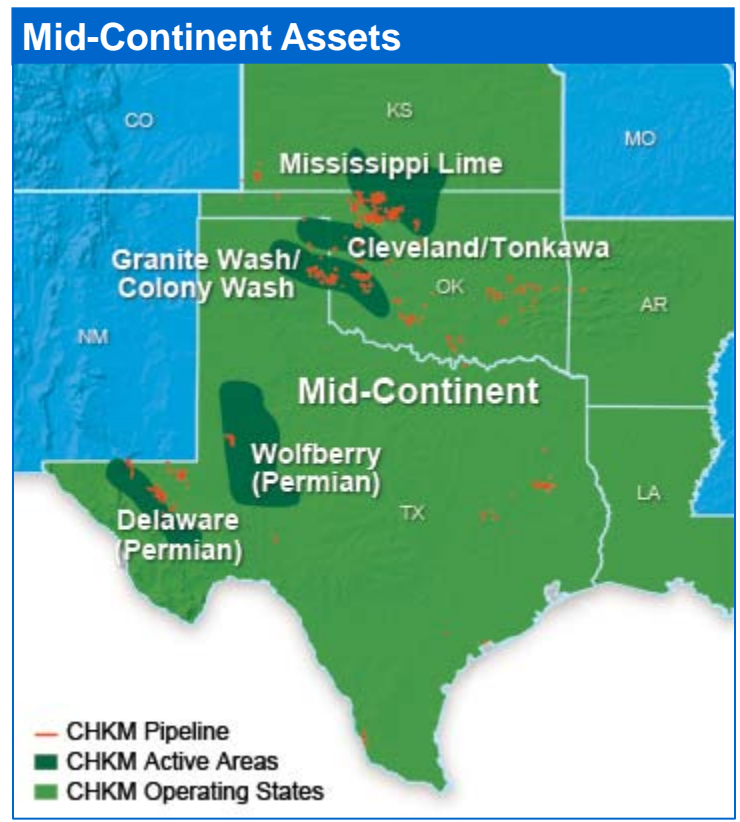 Mid-Continent Assets
CO
KS
MO
Mississippi Lime
Cleveland/Tonkawa
Granite Wash/
Colony Wash
OK
AR
NM
Mid-Continent
Wolfberry
(Permian)
LA
TX
Delaware
(Permian)
CHKM Pipeline
CHKM Active Areas
CHKM Operating States